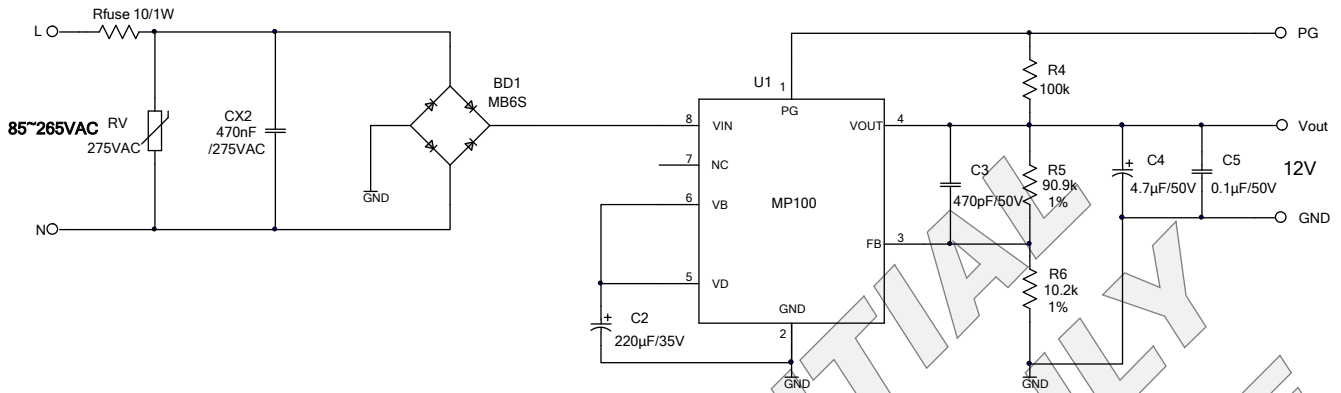 Rfuse 10/1W
L
85~265VAC
RV
275VAC
CX2
470nF
/275VAC
N
BD1
MB6S
GND
U1
1
PG
8
VIN
VOUT
4
7
NC
6
VB
MP100
FB
3
5
VD
GND
2
C2
220µF/35V
GND
PG
R4
100k
Vout
C3
470pF/50V
R5
90.9k
1%
C4
4.7µF/50V
C5
0.1µF/50V
12V
GND
R6
10.2k
1%
GND
TIAL
NLY